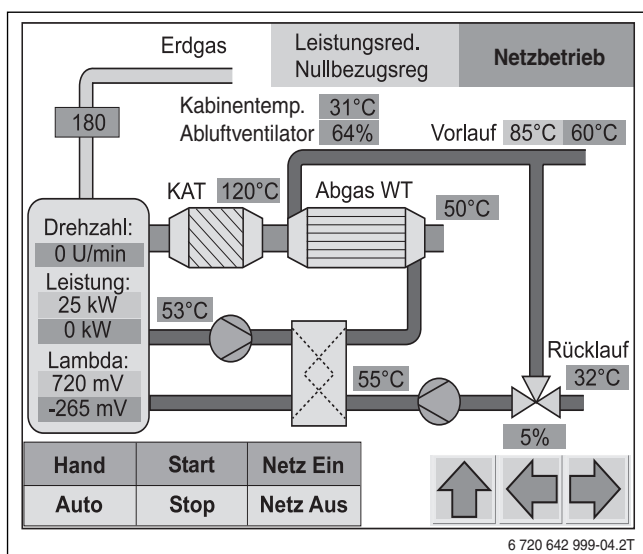 Erdgas
Leistungsred.
Nullbezugsreg
Netzbetrieb
180
Kabinentemp. 31°C
Abluftventilator 64%
Vorlauf 85°C 60°C
KAT 120°C
Abgas WT
50°C
Drehzahl:
0 U/min
Leistung:
25 kW
0 kW
Lambda:
720 mV
-265 mV
53°C
55°C
Rücklauf
32°C
5%
Hand Start Netz Ein
Auto Stop Netz Aus
6 720 642 999-04.2T